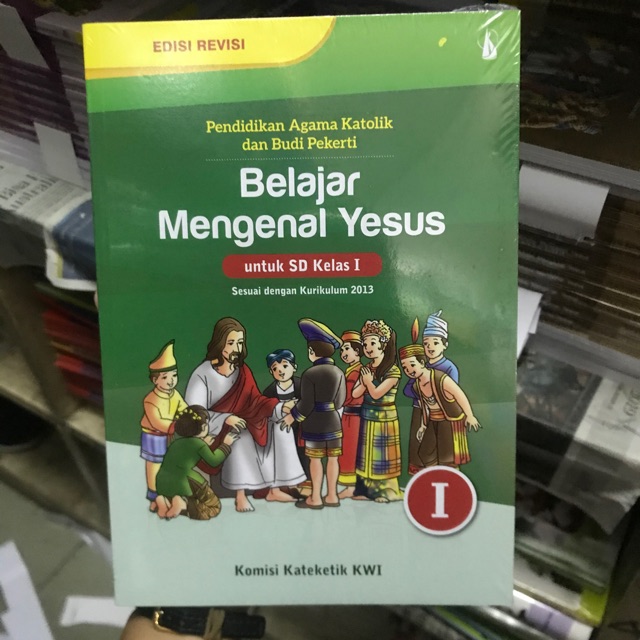 EDISI REVISI
Pendidikan Agama Katolik
dan Budi Pekerti
Belajar
Mengenal Yesus
untuk SD Kelas I
Sesuai dengan Kurikulum 2013
I
Komisi Kateketik KWI